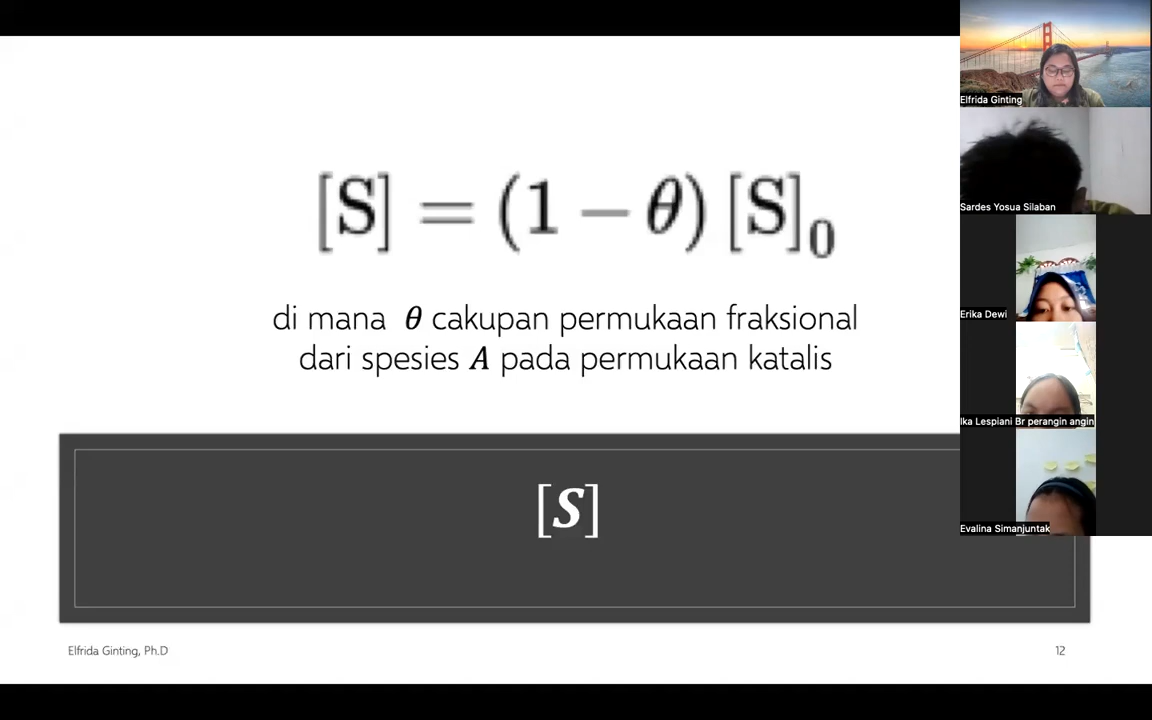 [S] = (1 − θ) [S]₀
di mana θ cakupan permukaan fraksional
dari spesies A pada permukaan katalis
[S]
Elfrida Ginting, Ph.D
12
Elfrida Ginting
Sardes Yosua Silaban
Erika Dewi
Ika Lespiani Br perangin angin
Evalina Simanjuntak